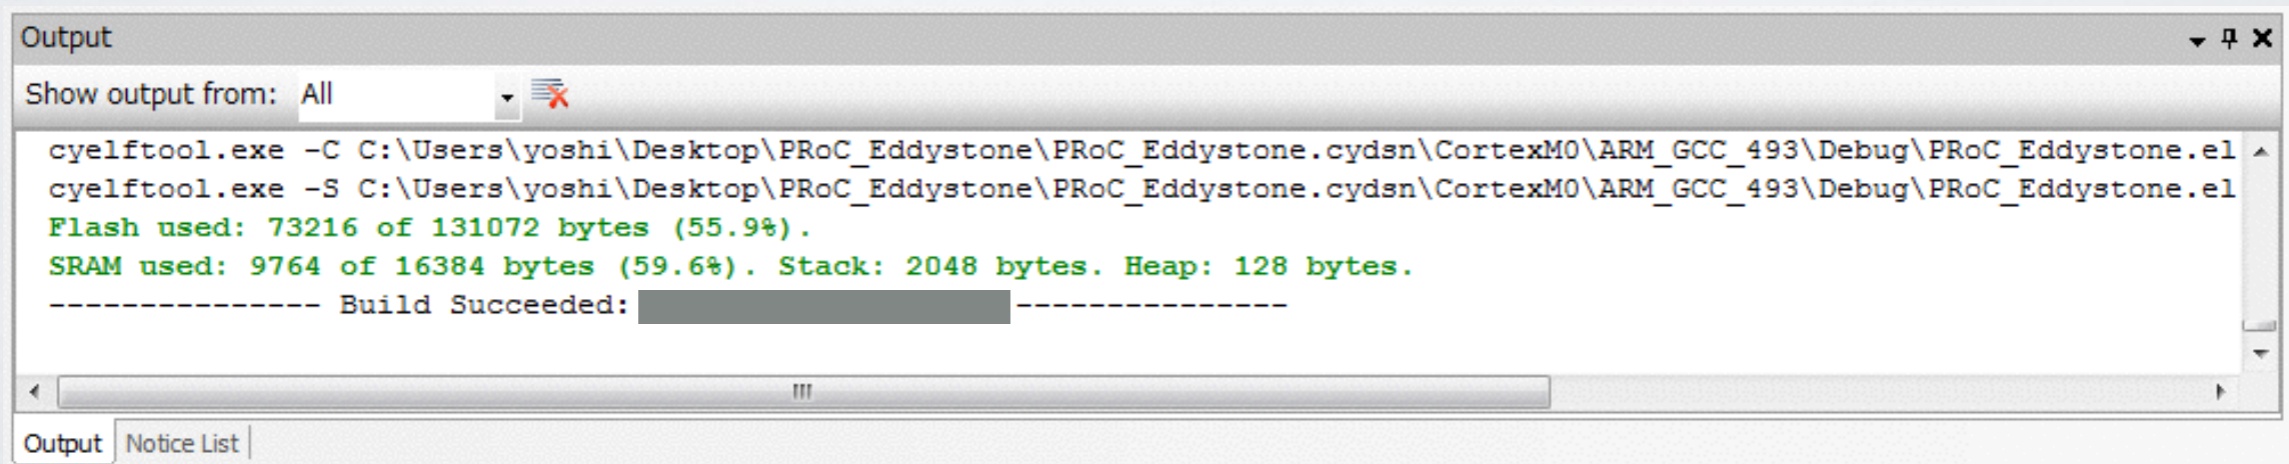 Output
Show output from: All
cyelftool.exe -C C:\Users\yoshi\Desktop\PRoC_Eddystone\PRoC_Eddystone.cydsn\CortexM0\ARM_GCC_493\Debug\PRoC_Eddystone.el
cyelftool.exe -S C:\Users\yoshi\Desktop\PRoC_Eddystone\PRoC_Eddystone.cydsn\CortexM0\ARM_GCC_493\Debug\PRoC_Eddystone.el
Flash used: 73216 of 131072 bytes (55.9%).
SRAM used: 9764 of 16384 bytes (59.6%). Stack: 2048 bytes. Heap: 128 bytes.
--------------- Build Succeeded: ---------------
Output Notice List